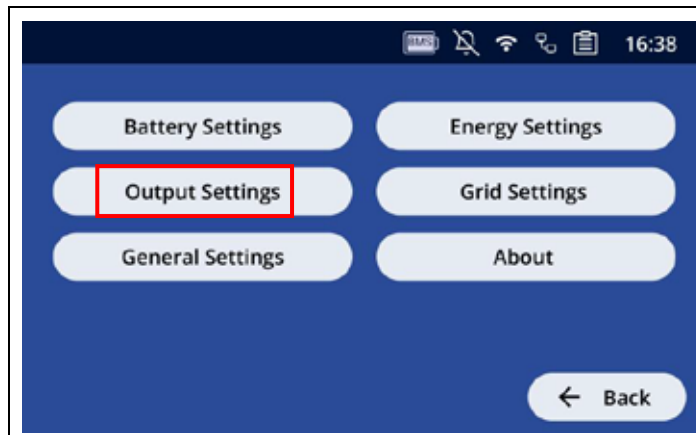 BMS 16:38
Battery Settings Energy Settings
Output Settings Grid Settings
General Settings About
← Back